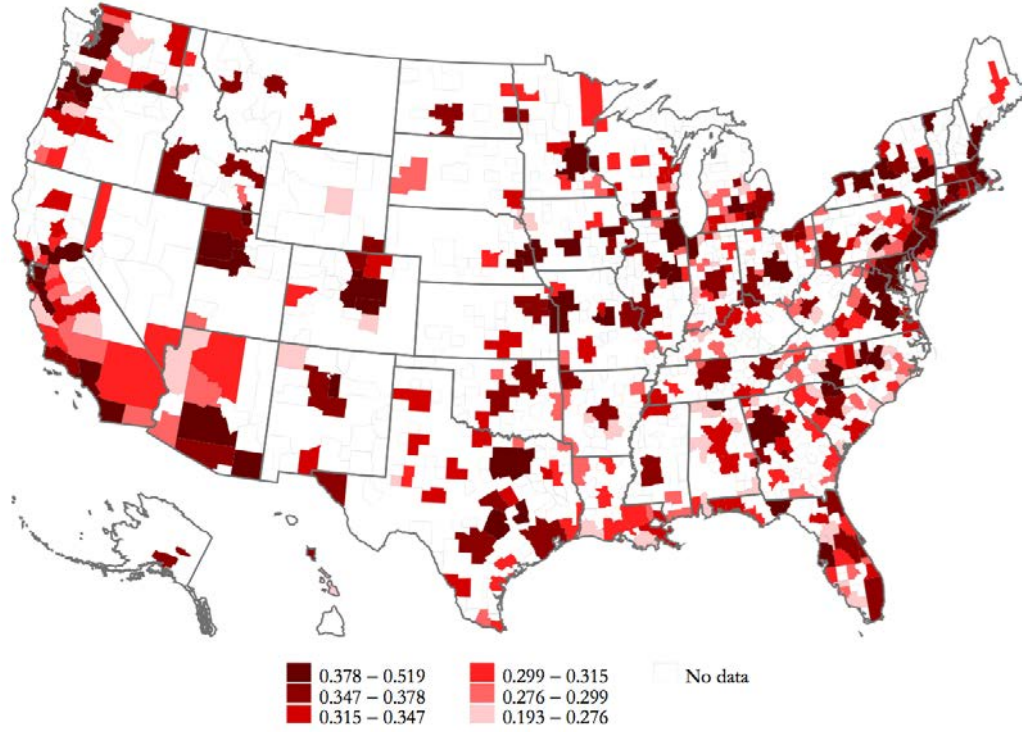 0.378 – 0.519
0.347 – 0.378
0.315 – 0.347
0.299 – 0.315
0.276 – 0.299
0.193 – 0.276
No data